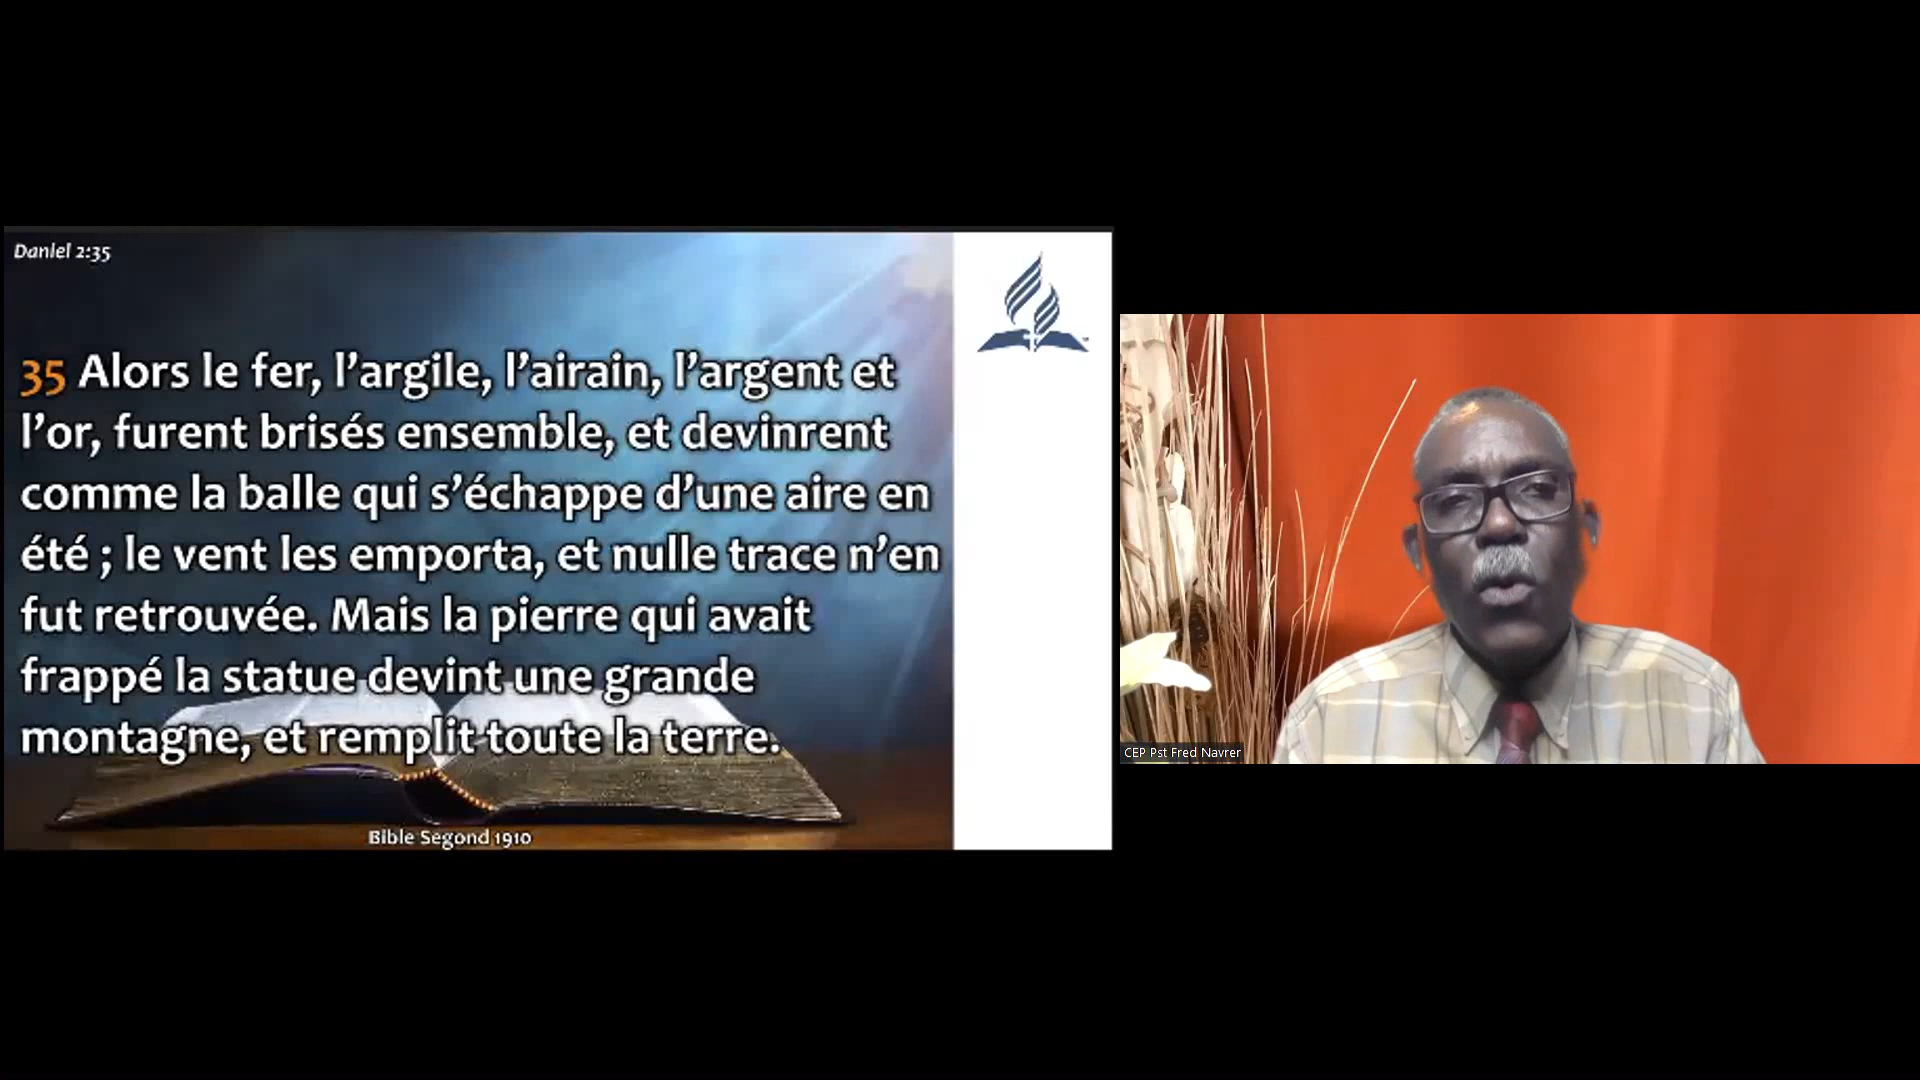 Daniel 2:35
35 Alors le fer, l’argile, l’airain, l’argent et
l’or, furent brisés ensemble, et devinrent
comme la balle qui s’échappe d’une aire en
été ; le vent les emporta, et nulle trace n’en
fut retrouvée. Mais la pierre qui avait
frappé la statue devint une grande
montagne, et remplit toute la terre.
Bible Segond 1910
CEP Pst Fred Navrer